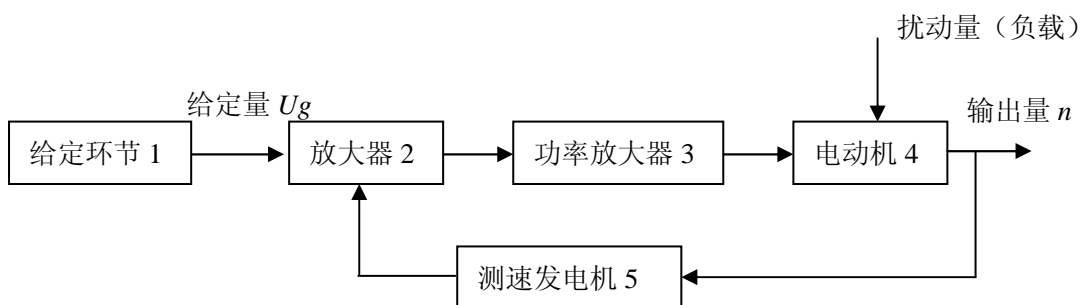 扰动量（负载）
给定量 Ug
输出量 n
给定环节 1
放大器 2
功率放大器 3
电动机 4
测速发电机 5